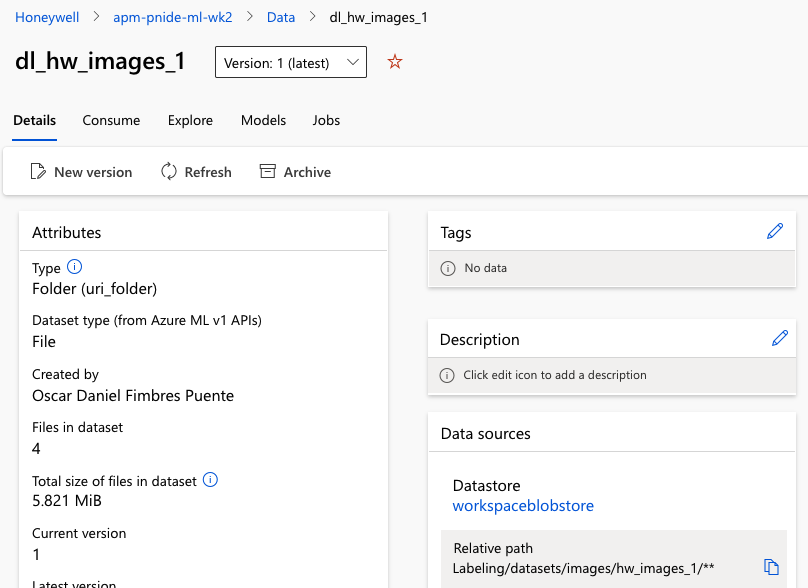 Honeywell > apm-pnide-ml-wk2 > Data > dl_hw_images_1
dl_hw_images_1
Version: 1 (latest)
Details Consume Explore Models Jobs
New version Refresh Archive
Attributes
Type
Folder (uri_folder)
Dataset type (from Azure ML v1 APIs)
File
Created by
Oscar Daniel Fimbres Puente
Files in dataset
4
Total size of files in dataset
5.821 MiB
Current version
1
Latest version
Tags
No data
Description
Click edit icon to add a description
Data sources
Datastore
workspaceblobstore
Relative path
Labeling/datasets/images/hw_images_1/**